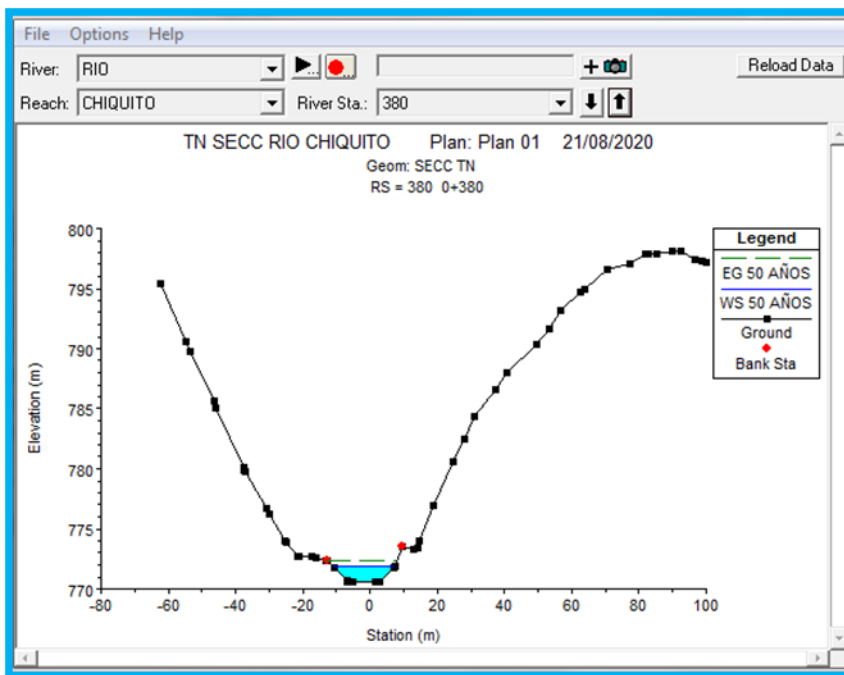 File Options Help
River: RIO Reload Data
Reach: CHIQUITO River Sta.: 380
TN SECC RIO CHIQUITO Plan: Plan 01 21/08/2020
Geom: SECC TN
RS = 380 0+380
Legend
EG 50 AÑOS
WS 50 AÑOS
Ground
Bank Sta
Elevation (m)
800
795
790
785
780
775
770
-80 -60 -40 -20 0 20 40 60 80 100
Station (m)